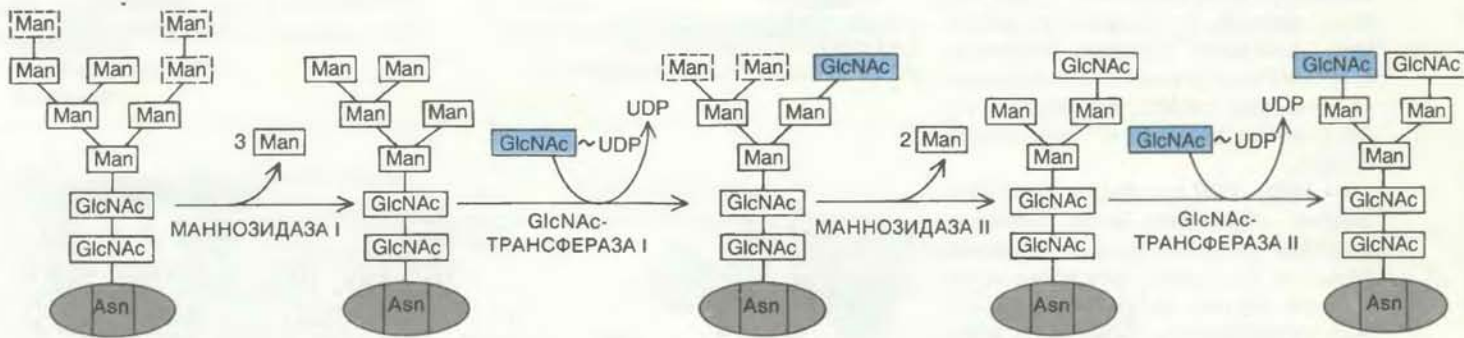 Man Man
Man Man Man
Man Man
Man
GlcNAc
GlcNAc
Asn
3 Man
МАННОЗИДАЗА I
Man Man
Man Man
Man
GlcNAc
GlcNAc
Asn
GlcNAc ~ UDP
UDP
GlcNAc-
ТРАНСФЕРАЗА I
Man Man GlcNAc
Man Man
Man
GlcNAc
GlcNAc
Asn
2 Man
МАННОЗИДАЗА II
GlcNAc
Man Man
Man
GlcNAc
GlcNAc
Asn
GlcNAc ~ UDP
UDP
GlcNAc-
ТРАНСФЕРАЗА II
GlcNAc GlcNAc
Man Man
Man
GlcNAc
GlcNAc
Asn